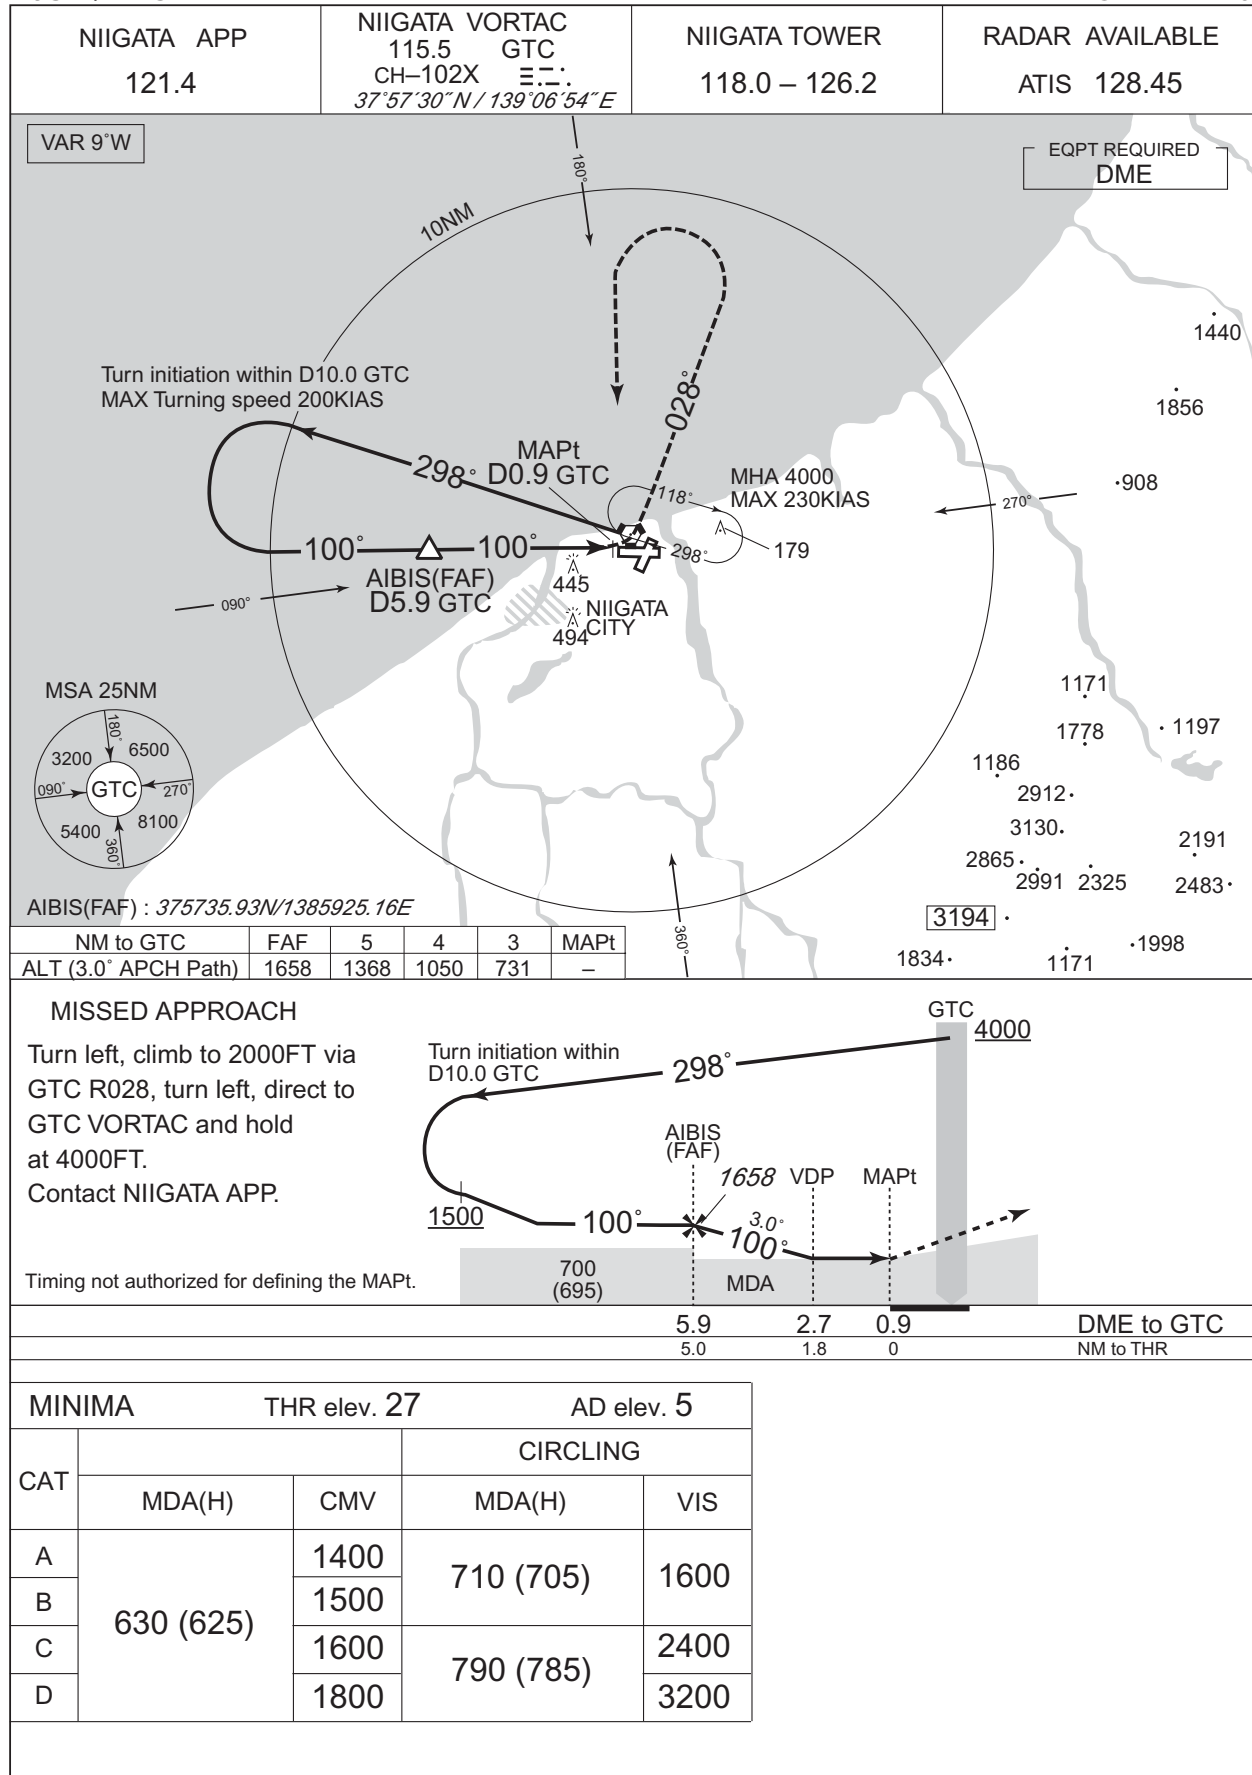 NIIGATA APP
121.4
NIIGATA VORTAC
115.5 GTC
CH–102X
37°57′30″N / 139°06′54″E
NIIGATA TOWER
118.0 – 126.2
RADAR AVAILABLE
ATIS 128.45
VAR 9°W
EQPT REQUIRED
DME
180°
10NM
1440
Turn initiation within D10.0 GTC
MAX Turning speed 200KIAS
1856
028°
298°
MAPt
D0.9 GTC
MHA 4000
MAX 230KIAS
118°
908
270°
298°
179
100°
100°
AIBIS(FAF)
D5.9 GTC
445
090°
NIIGATA
CITY
494
MSA 25NM
180°
3200
6500
090°
GTC
270°
5400
8100
360°
1171
1778
1197
1186
2912
3130
2191
2865
2991
2325
2483
3194
1998
1834
1171
360°
AIBIS(FAF) : 375735.93N/1385925.16E
NM to GTC FAF 5 4 3 MAPt
ALT (3.0° APCH Path) 1658 1368 1050 731 –
MISSED APPROACH
Turn left, climb to 2000FT via
GTC R028, turn left, direct to
GTC VORTAC and hold
at 4000FT.
Contact NIIGATA APP.
Timing not authorized for defining the MAPt.
GTC
4000
Turn initiation within
D10.0 GTC
298°
AIBIS
(FAF)
1658
VDP
MAPt
1500
100°
3.0°
100°
700
(695)
MDA
5.9 2.7 0.9 DME to GTC
5.0 1.8 0 NM to THR
MINIMA THR elev. 27 AD elev. 5
CAT
CIRCLING
MDA(H) CMV MDA(H) VIS
A 1400
B 1500
710 (705) 1600
630 (625)
C 1600 2400
790 (785)
D 1800 3200